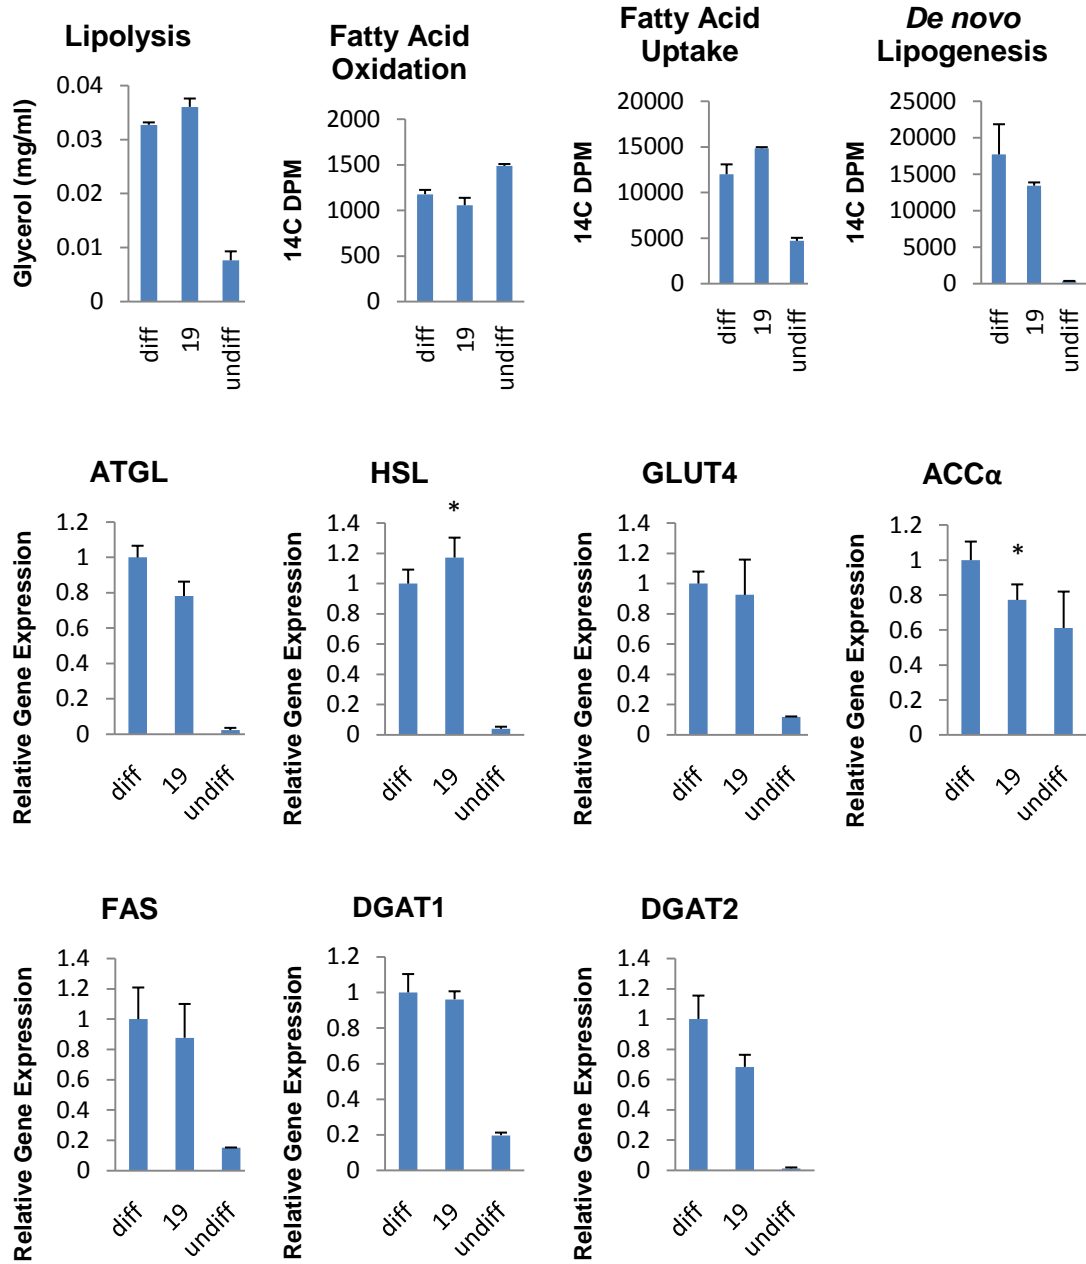 Lipolysis
Glycerol (mg/ml)
0.04
0.03
0.02
0.01
0
diff
19
undiff
Fatty Acid
Oxidation
14C DPM
2000
1500
1000
500
0
diff
19
undiff
Fatty Acid
Uptake
14C DPM
20000
15000
10000
5000
0
diff
19
undiff
De novo
Lipogenesis
14C DPM
25000
20000
15000
10000
5000
0
diff
19
undiff
ATGL
Relative Gene Expression
1.2
1
0.8
0.6
0.4
0.2
0
diff
19
undiff
HSL
Relative Gene Expression
1.4
1.2
1
0.8
0.6
0.4
0.2
0
*
diff
19
undiff
GLUT4
Relative Gene Expression
1.4
1.2
1
0.8
0.6
0.4
0.2
0
diff
19
undiff
ACCα
Relative Gene Expression
1.2
1
0.8
0.6
0.4
0.2
0
*
diff
19
undiff
FAS
Relative Gene Expression
1.4
1.2
1
0.8
0.6
0.4
0.2
0
diff
19
undiff
DGAT1
Relative Gene Expression
1.2
1
0.8
0.6
0.4
0.2
0
diff
19
undiff
DGAT2
Relative Gene Expression
1.4
1.2
1
0.8
0.6
0.4
0.2
0
diff
19
undiff